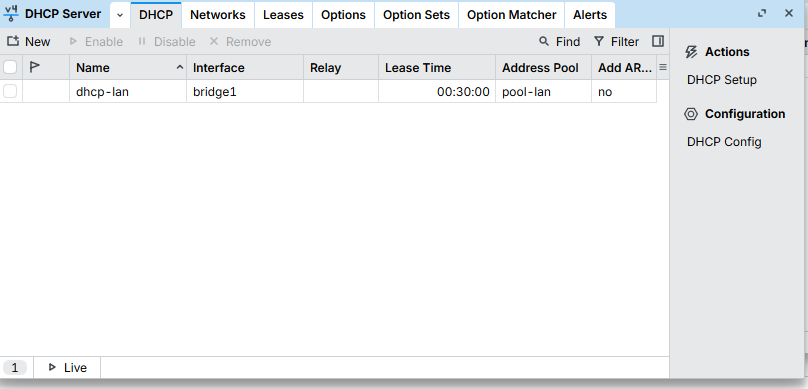 v4 DHCP Server DHCP Networks Leases Options Option Sets Option Matcher Alerts
New Enable Disable Remove Find Filter
Name Interface Relay Lease Time Address Pool Add AR...
dhcp-lan bridge1 00:30:00 pool-lan no
1 Live
Actions
DHCP Setup
Configuration
DHCP Config